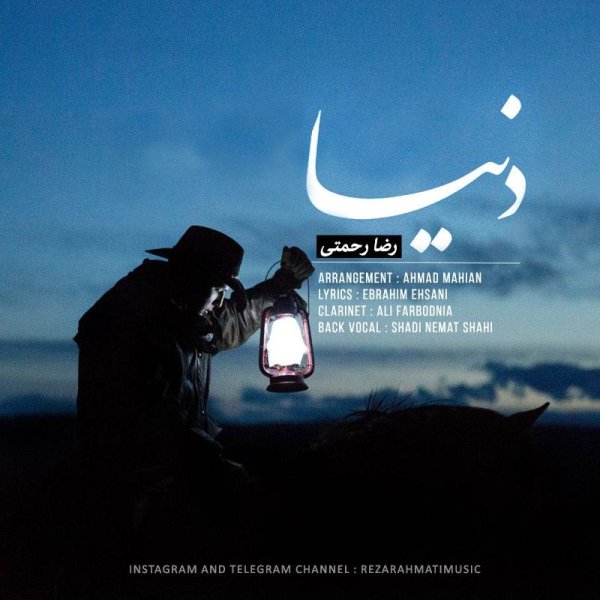 دنیا
رضا رحمتی
ARRANGEMENT : AHMAD MAHIAN
LYRICS : EBRAHIM EHSANI
CLARINET : ALI FARBODNIA
BACK VOCAL : SHADI NEMAT SHAHI
INSTAGRAM AND TELEGRAM CHANNEL : REZARAHMATIMUSIC